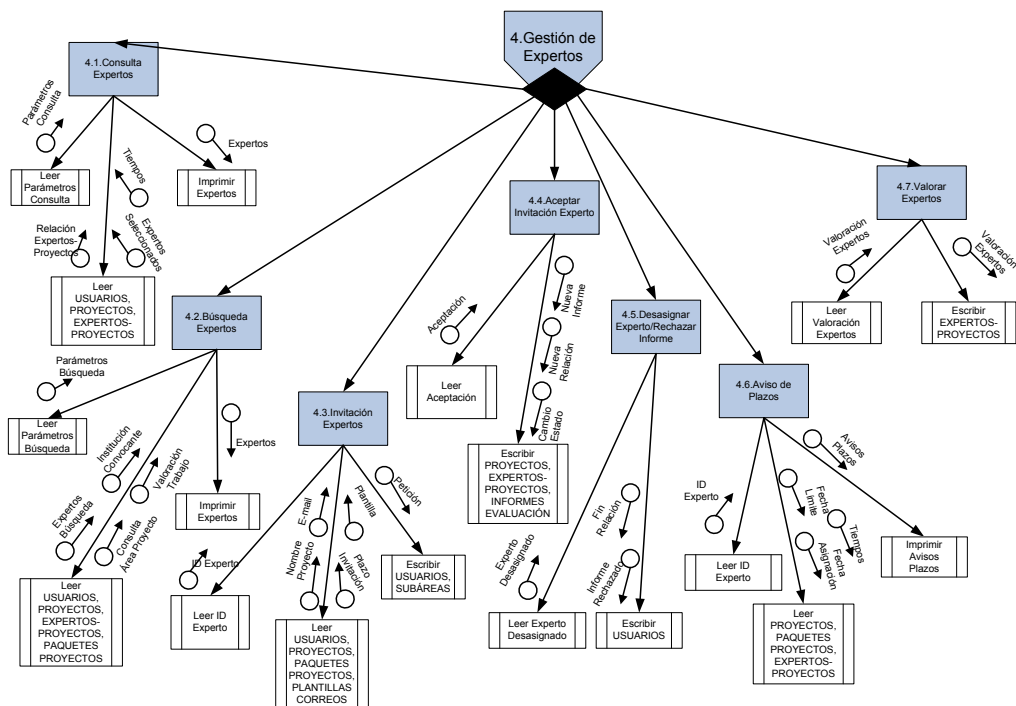 4.Gestión de
Expertos
4.1.Consulta
Expertos
Parámetros
Consulta
Leer
Parámetros
Consulta
Tiempos
Expertos
Imprimir
Expertos
Relación
Expertos-
Proyectos
Expertos
Seleccionados
Leer
USUARIOS,
PROYECTOS,
EXPERTOS-
PROYECTOS
4.2.Búsqueda
Expertos
Parámetros
Búsqueda
Leer
Parámetros
Búsqueda
Institución
Convocante
Valoración
Trabajo
Expertos
Búsqueda
Consulta
Área Proyecto
Leer
USUARIOS,
PROYECTOS,
EXPERTOS-
PROYECTOS,
PAQUETES
PROYECTOS
Expertos
Imprimir
Expertos
4.3.Invitación
Expertos
ID Experto
Leer ID
Experto
E-mail
Nombre
Proyecto
Plantilla
Plazo
Invitación
Leer
USUARIOS,
PROYECTOS,
PAQUETES
PROYECTOS,
PLANTILLAS
CORREOS
Petición
Escribir
USUARIOS,
SUBÁREAS
4.4.Aceptar
Invitación Experto
Aceptación
Leer
Aceptación
Nueva
Informe
Nueva
Relación
Cambio
Estado
Escribir
PROYECTOS,
EXPERTOS-
PROYECTOS,
INFORMES
EVALUACIÓN
4.5.Desasignar
Experto/Rechazar
Informe
Experto
Desasignado
Leer Experto
Desasignado
Fin
Relación
Informe
Rechazado
Escribir
USUARIOS
4.6.Aviso de
Plazos
ID
Experto
Leer ID
Experto
Fecha
Límite
Tiempos
Fecha
Asignación
Leer
PROYECTOS,
PAQUETES
PROYECTOS,
EXPERTOS-
PROYECTOS
Avisos
Plazos
Imprimir
Avisos
Plazos
4.7.Valorar
Expertos
Valoración
Expertos
Leer
Valoración
Expertos
Valoración
Expertos
Escribir
EXPERTOS-
PROYECTOS